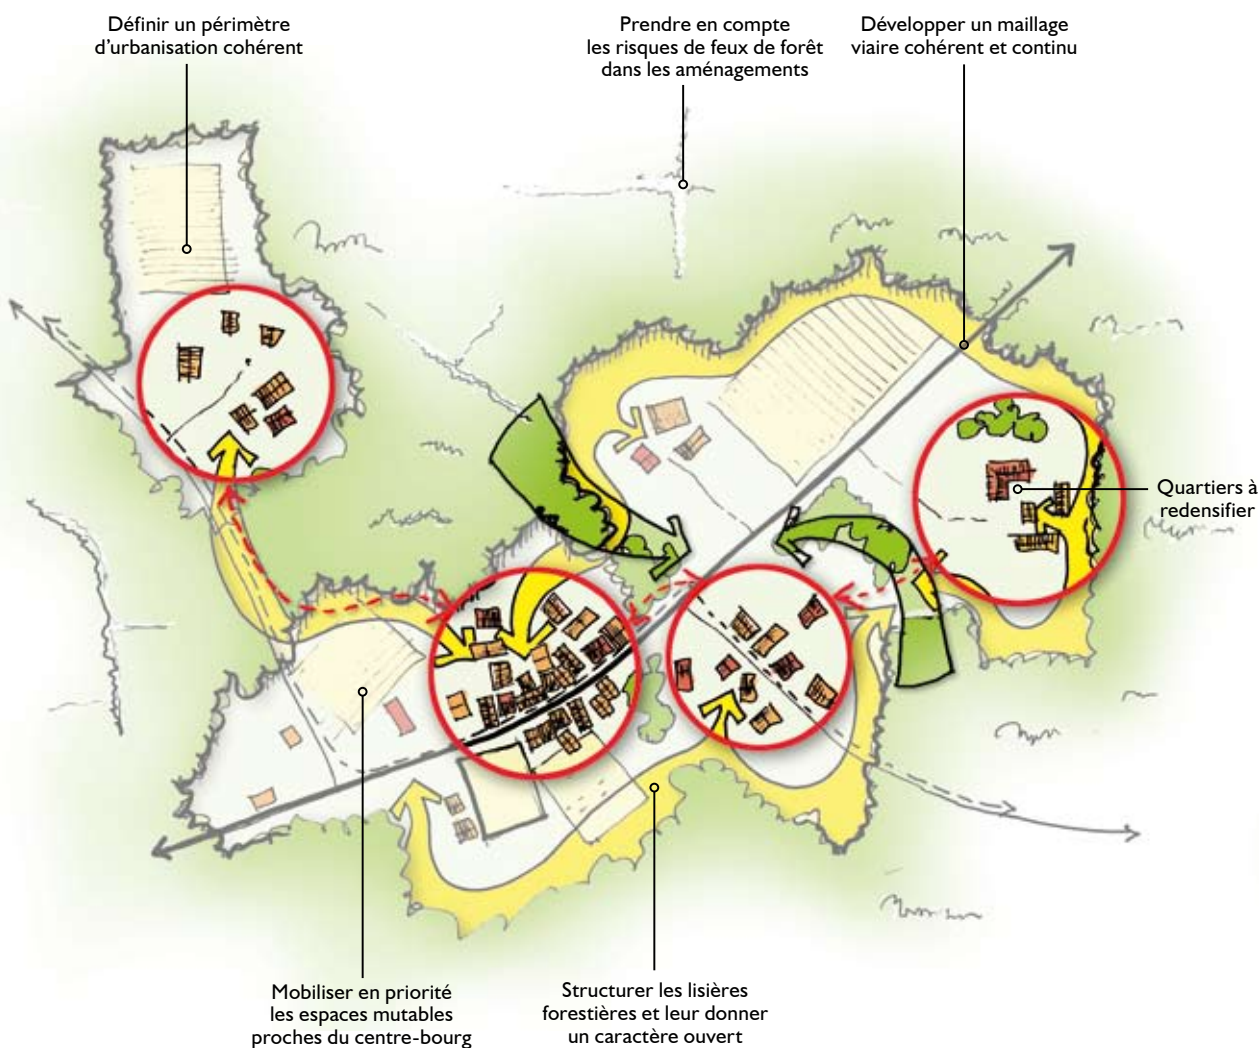 Définir un périmètre
d’urbanisation cohérent
Prendre en compte
les risques de feux de forêt
dans les aménagements
Développer un maillage
viaire cohérent et continu
Quartiers à
redensifier
Mobiliser en priorité
les espaces mutables
proches du centre-bourg
Structurer les lisières
forestières et leur donner
un caractère ouvert